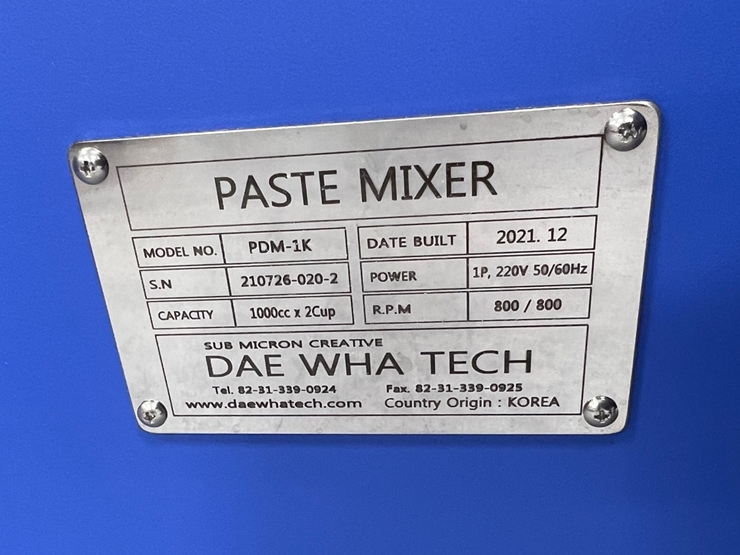 PASTE MIXER
MODEL NO. PDM-1K DATE BUILT 2021. 12
S.N 210726-020-2 POWER 1P, 220V 50/60Hz
CAPACITY 1000cc x 2Cup R.P.M 800 / 800
SUB MICRON CREATIVE
DAE WHA TECH
Tel. 82-31-339-0924 Fax. 82-31-339-0925
www.daewhatech.com Country Origin : KOREA